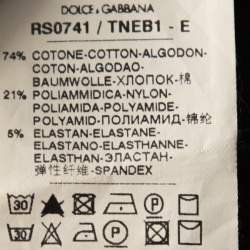 DOLCE & GABBANA
RS0741 / TNEB1 - E
74% COTONE-COTTON-ALGODON-
COTON-ALGODAO-
BAUMWOLLE-ХЛОПОК-棉
21% POLIAMMIDICA-NYLON-
POLIAMIDA-POLYAMIDE-
POLYAMID-ПОЛИАМИД-棉纶
5% ELASTAN-ELASTANE-
ELASTANO-ELASTHANNE-
ELASTHAN-ЭЛАСТАН-
弹性纤维-SPANDEX
30 P 30 P